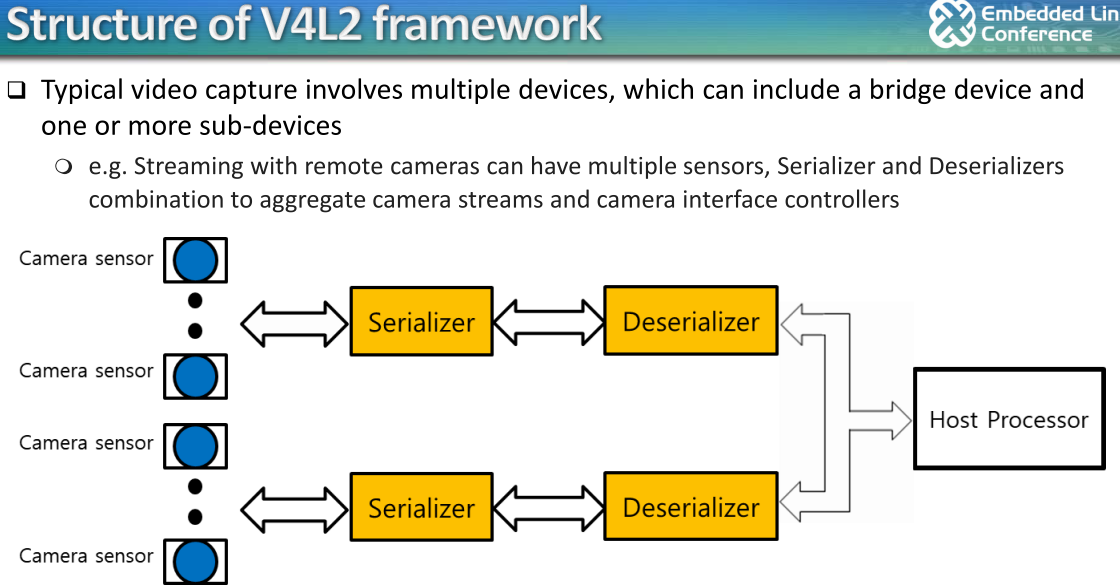 Structure of V4L2 framework
Embedded Lin
Conference
Typical video capture involves multiple devices, which can include a bridge device and
one or more sub-devices
e.g. Streaming with remote cameras can have multiple sensors, Serializer and Deserializers
combination to aggregate camera streams and camera interface controllers
Camera sensor
Serializer
Deserializer
Camera sensor
Host Processor
Camera sensor
Serializer
Deserializer
Camera sensor